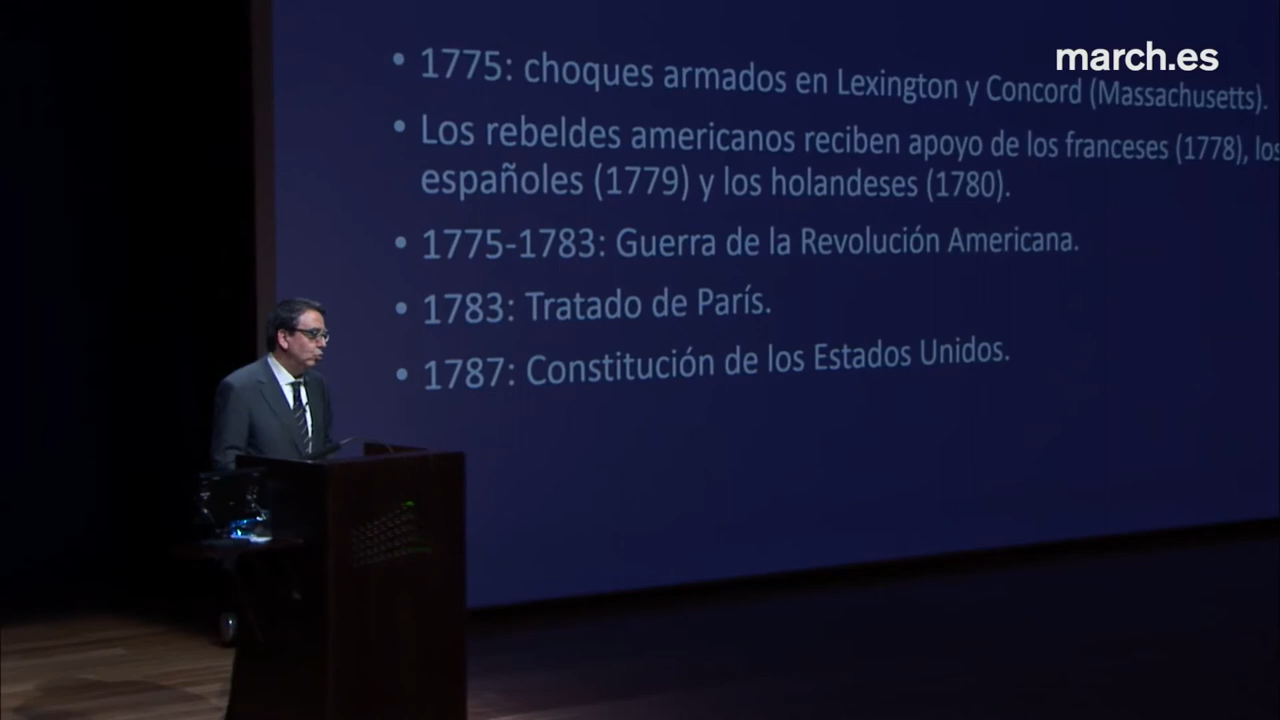 march.es
• 1775: choques armados en Lexington y Concord (Massachusetts).
• Los rebeldes americanos reciben apoyo de los franceses (1778), los
españoles (1779) y los holandeses (1780).
• 1775-1783: Guerra de la Revolución Americana.
• 1783: Tratado de París.
• 1787: Constitución de los Estados Unidos.